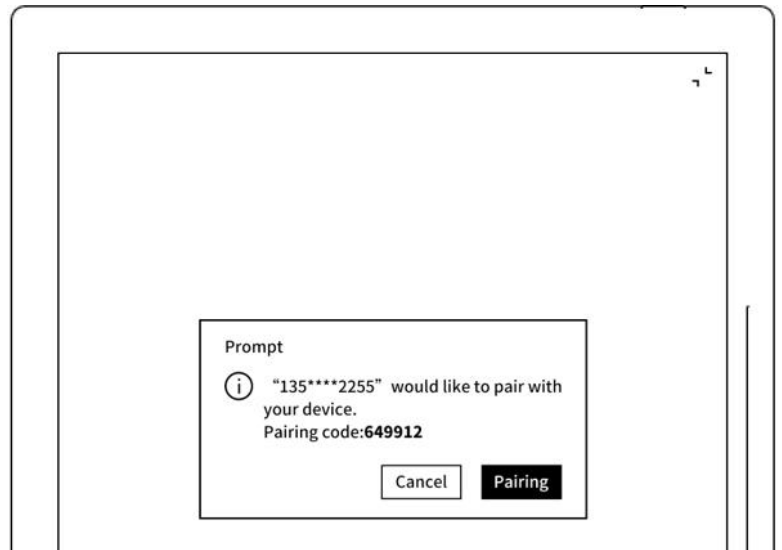 Prompt
“135****2255” would like to pair with
your device.
Pairing code:649912
Cancel Pairing